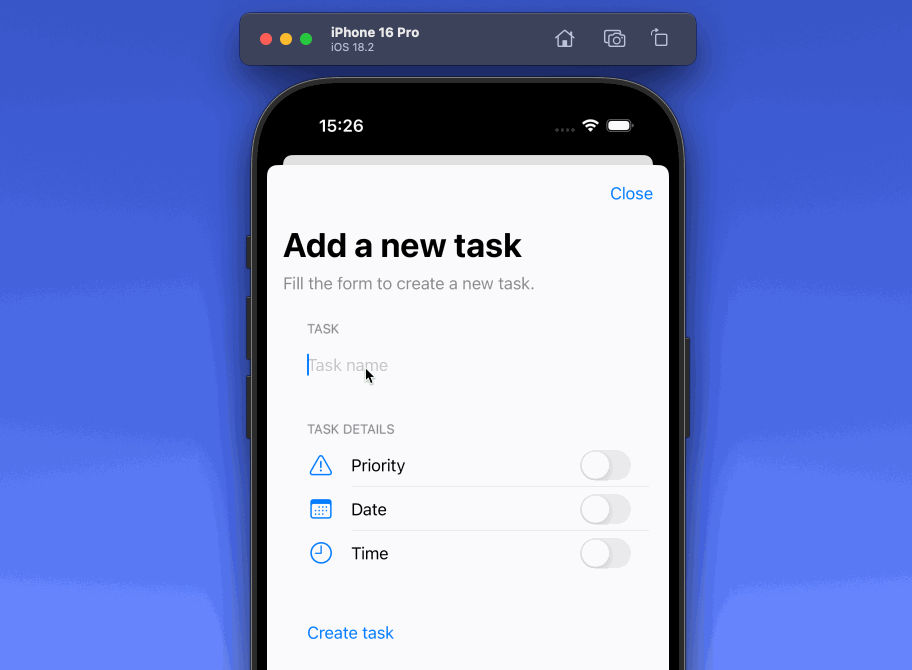 iPhone 16 Pro
iOS 18.2
15:26
Close
Add a new task
Fill the form to create a new task.
TASK
Task name
TASK DETAILS
Priority
Date
Time
Create task